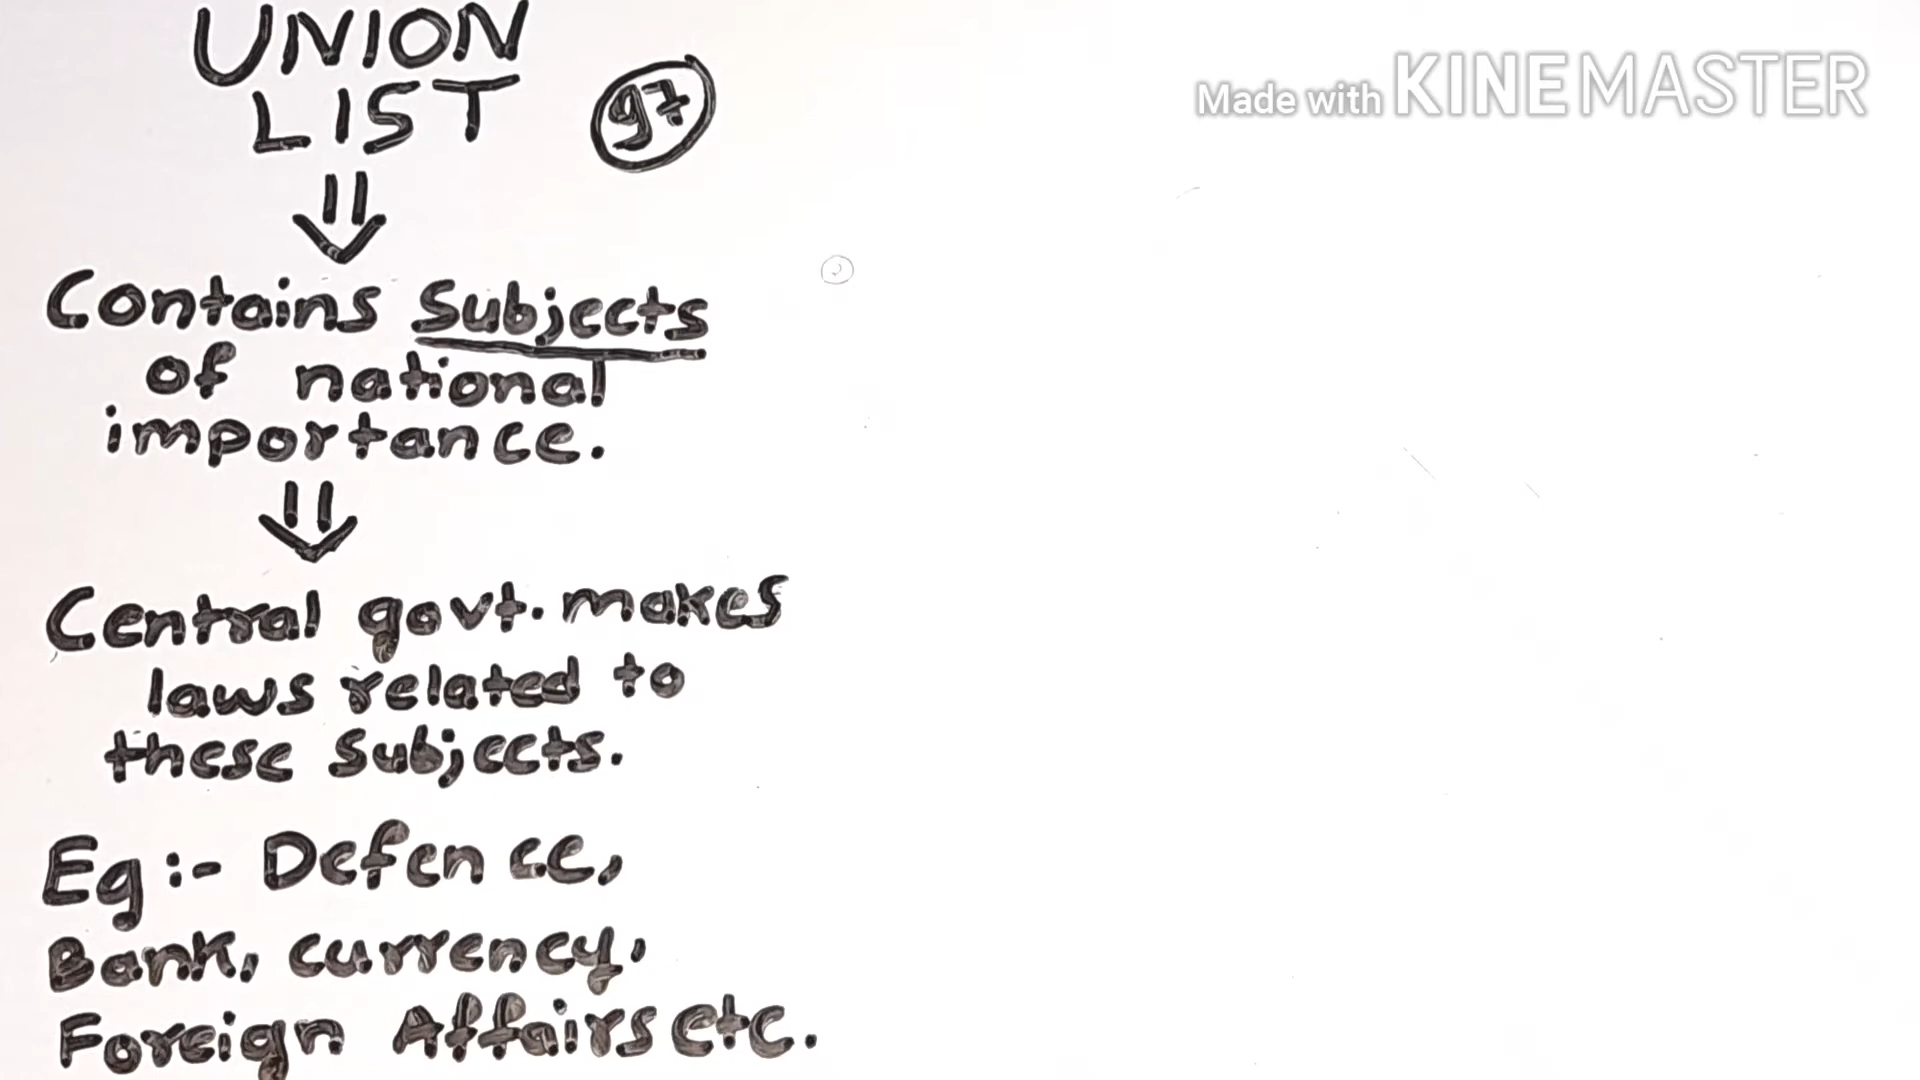 UNION
LIST 97
Made with KINEMASTER
Contains Subjects
of national
importance.
Central govt. makes
laws related to
these Subjects.
Eg :- Defence,
Bank, currency,
Foreign Affairs etc.